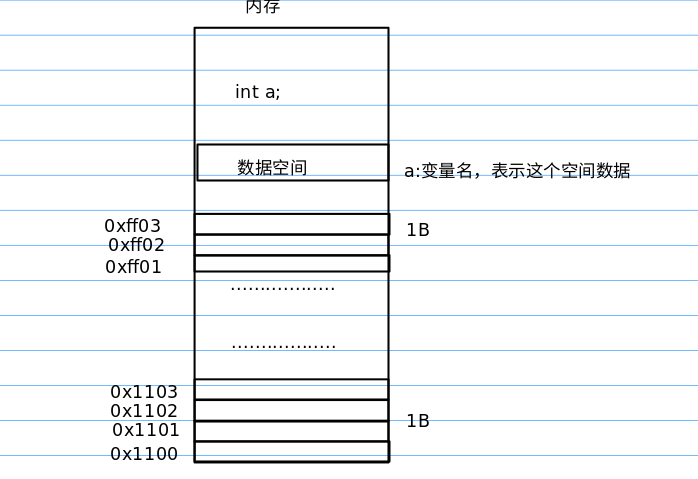 内存
int a;
数据空间
a:变量名，表示这个空间数据
0xff03
1B
0xff02
0xff01
..................
..................
0x1103
0x1102
1B
0x1101
0x1100